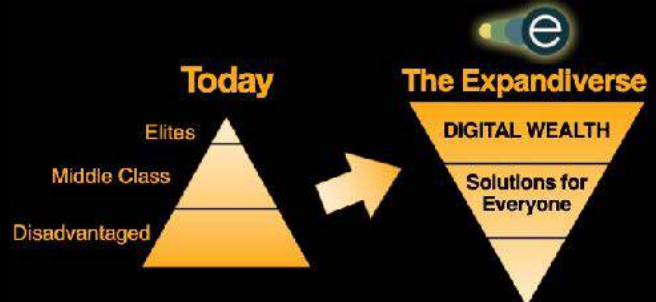 e
Today
Elites
Middle Class
Disadvantaged
The Expandiverse
DIGITAL WEALTH
Solutions for
Everyone